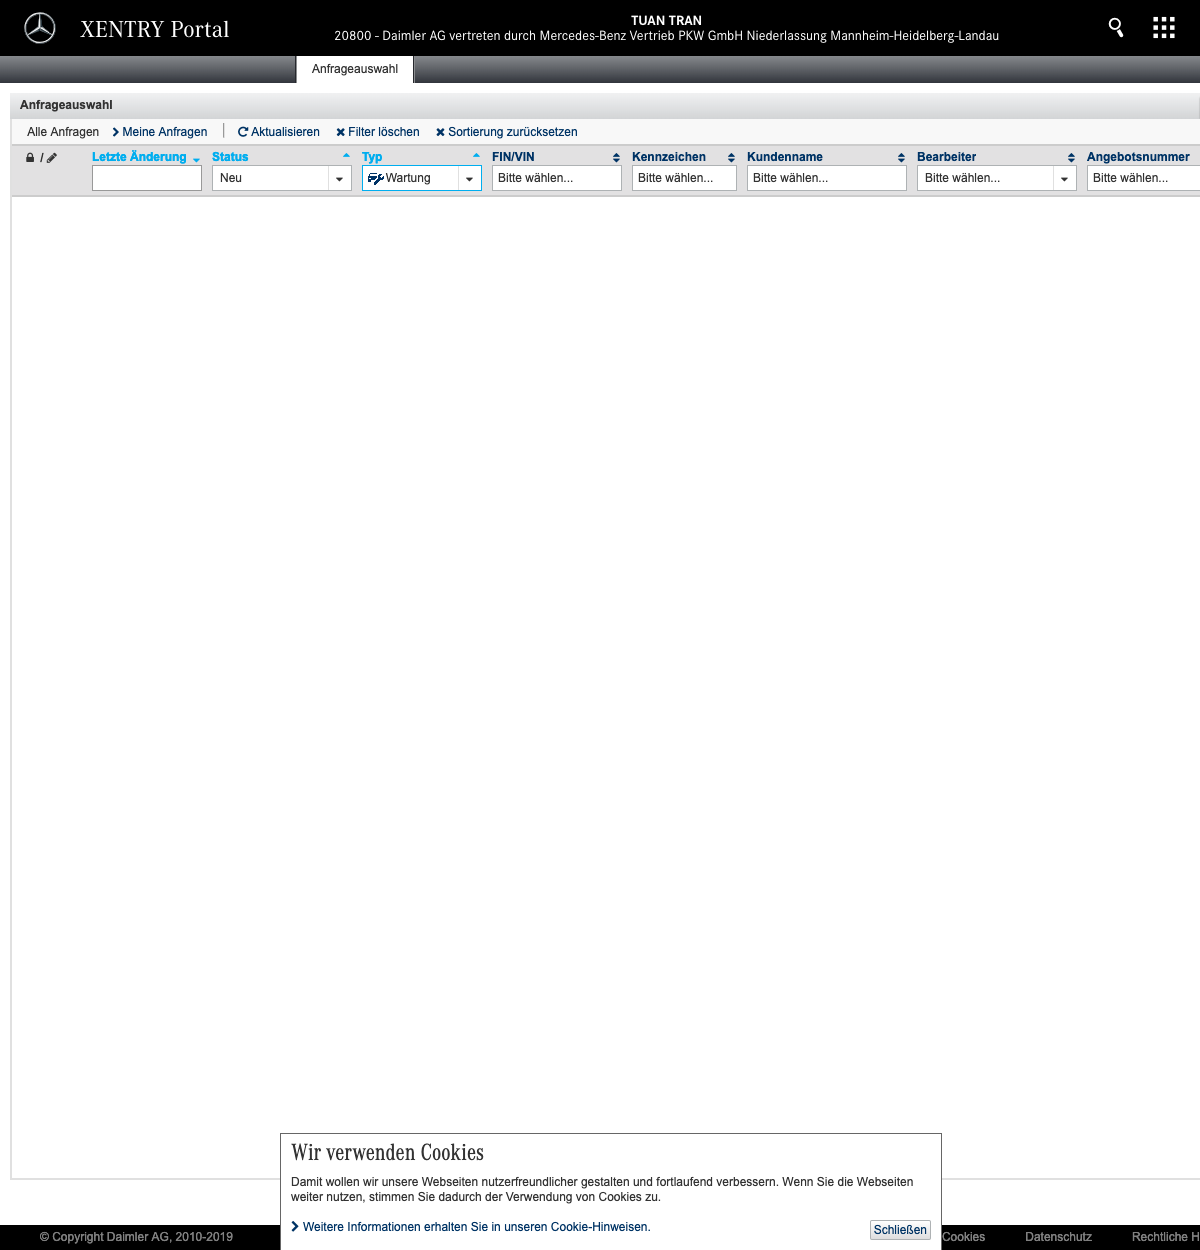 XENTRY Portal
TUAN TRAN
20800 - Daimler AG vertreten durch Mercedes-Benz Vertrieb PKW GmbH Niederlassung Mannheim-Heidelberg-Landau
Anfrageauswahl
Anfrageauswahl
Alle Anfragen Meine Anfragen Aktualisieren Filter löschen Sortierung zurücksetzen
/ Letzte Änderung Status Typ FIN/VIN Kennzeichen Kundenname Bearbeiter Angebotsnummer
Neu Wartung Bitte wählen... Bitte wählen... Bitte wählen... Bitte wählen... Bitte wählen...
Wir verwenden Cookies
Damit wollen wir unsere Webseiten nutzerfreundlicher gestalten und fortlaufend verbessern. Wenn Sie die Webseiten
weiter nutzen, stimmen Sie dadurch der Verwendung von Cookies zu.
Weitere Informationen erhalten Sie in unseren Cookie-Hinweisen.
Schließen
© Copyright Daimler AG, 2010-2019 Cookies Datenschutz Rechtliche H